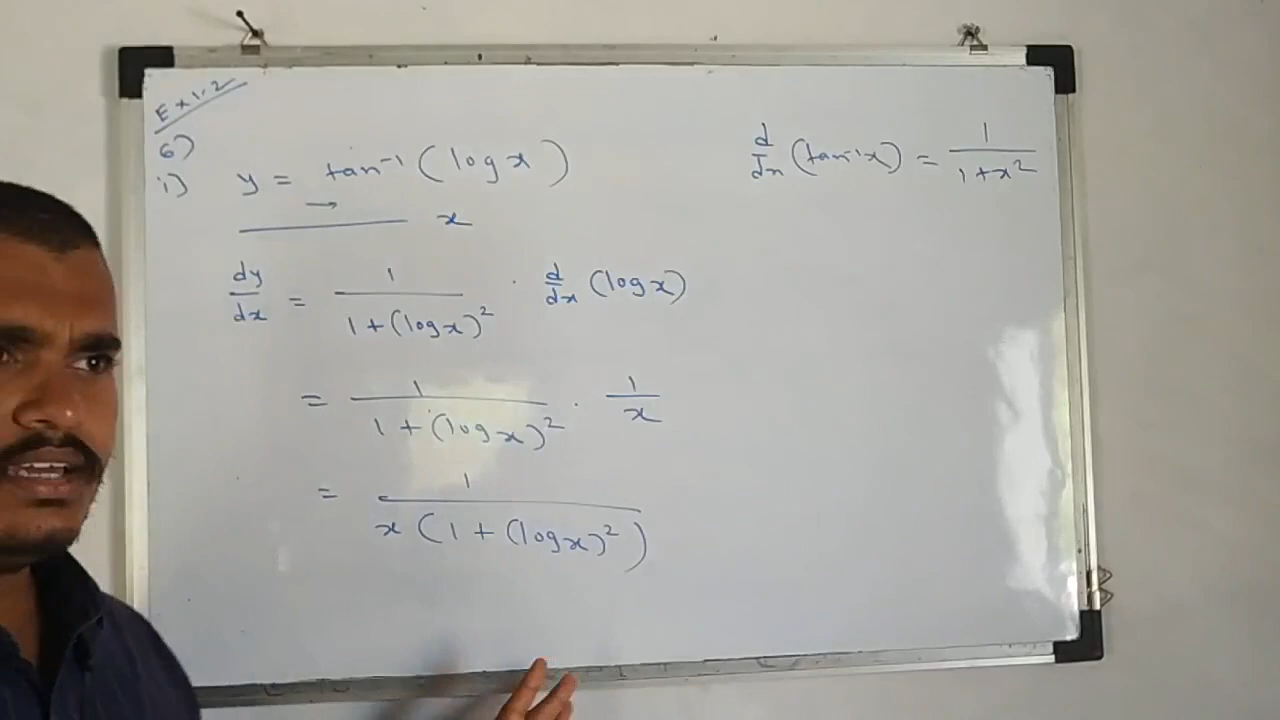 Ex 1.2
6)
i) y = tan⁻¹ (log x)
→
x
d/dx (tan⁻¹x) = 1/(1+x²)
dy/dx = 1/(1+(log x)²) · d/dx (log x)
= 1/(1+(log x)²) · 1/x
= 1/(x(1+(log x)²))